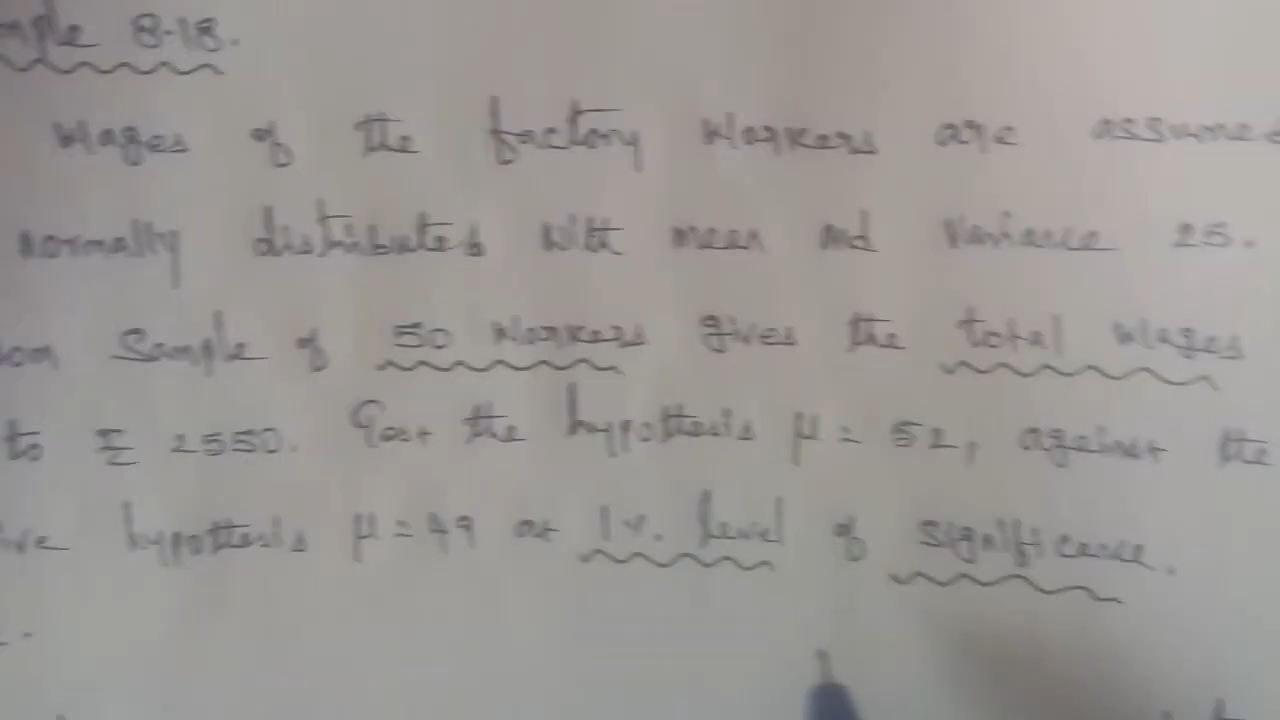 mple 8.18.
Wages of the factory workers are assume
normally distributed with mean and variance 25.
om Sample of 50 workers gives the total wages
to ₹ 2550. Test the hypothesis μ = 52, against the
ive hypothesis μ = 49 at 1%. level of significance.